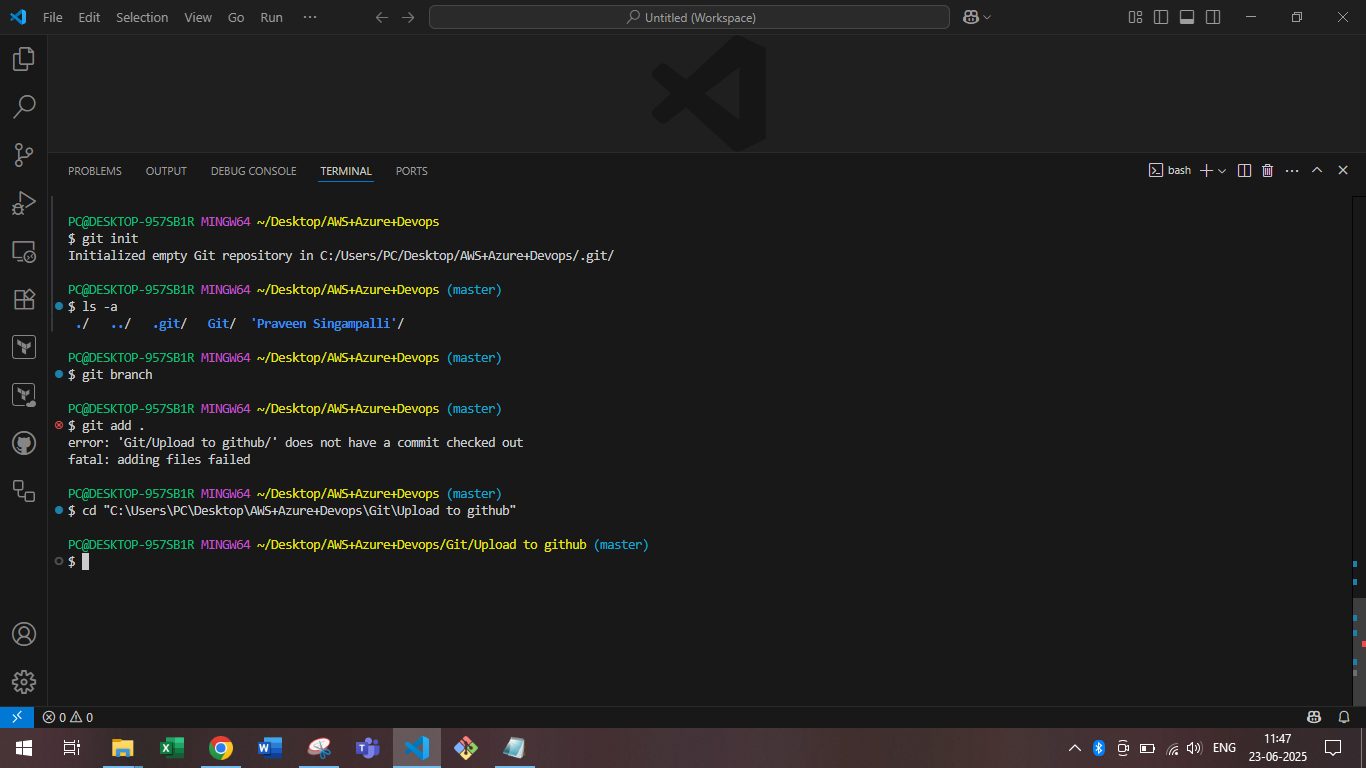 File Edit Selection View Go Run ···
Untitled (Workspace)
PROBLEMS OUTPUT DEBUG CONSOLE TERMINAL PORTS
bash
PC@DESKTOP-957SB1R MINGW64 ~/Desktop/AWS+Azure+Devops
$ git init
Initialized empty Git repository in C:/Users/PC/Desktop/AWS+Azure+Devops/.git/
PC@DESKTOP-957SB1R MINGW64 ~/Desktop/AWS+Azure+Devops (master)
$ ls -a
./ ../ .git/ Git/ 'Praveen Singampalli'/
PC@DESKTOP-957SB1R MINGW64 ~/Desktop/AWS+Azure+Devops (master)
$ git branch
PC@DESKTOP-957SB1R MINGW64 ~/Desktop/AWS+Azure+Devops (master)
$ git add .
error: 'Git/Upload to github/' does not have a commit checked out
fatal: adding files failed
PC@DESKTOP-957SB1R MINGW64 ~/Desktop/AWS+Azure+Devops (master)
$ cd "C:\Users\PC\Desktop\AWS+Azure+Devops\Git\Upload to github"
PC@DESKTOP-957SB1R MINGW64 ~/Desktop/AWS+Azure+Devops/Git/Upload to github (master)
$
0 0
ENG
11:47
23-06-2025